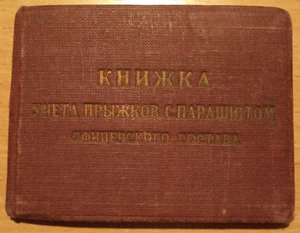 КНИЖКА
УЧЕТА ПРЫЖКОВ С ПАРАШЮТОМ
ОФИЦЕРСКОГО СОСТАВА